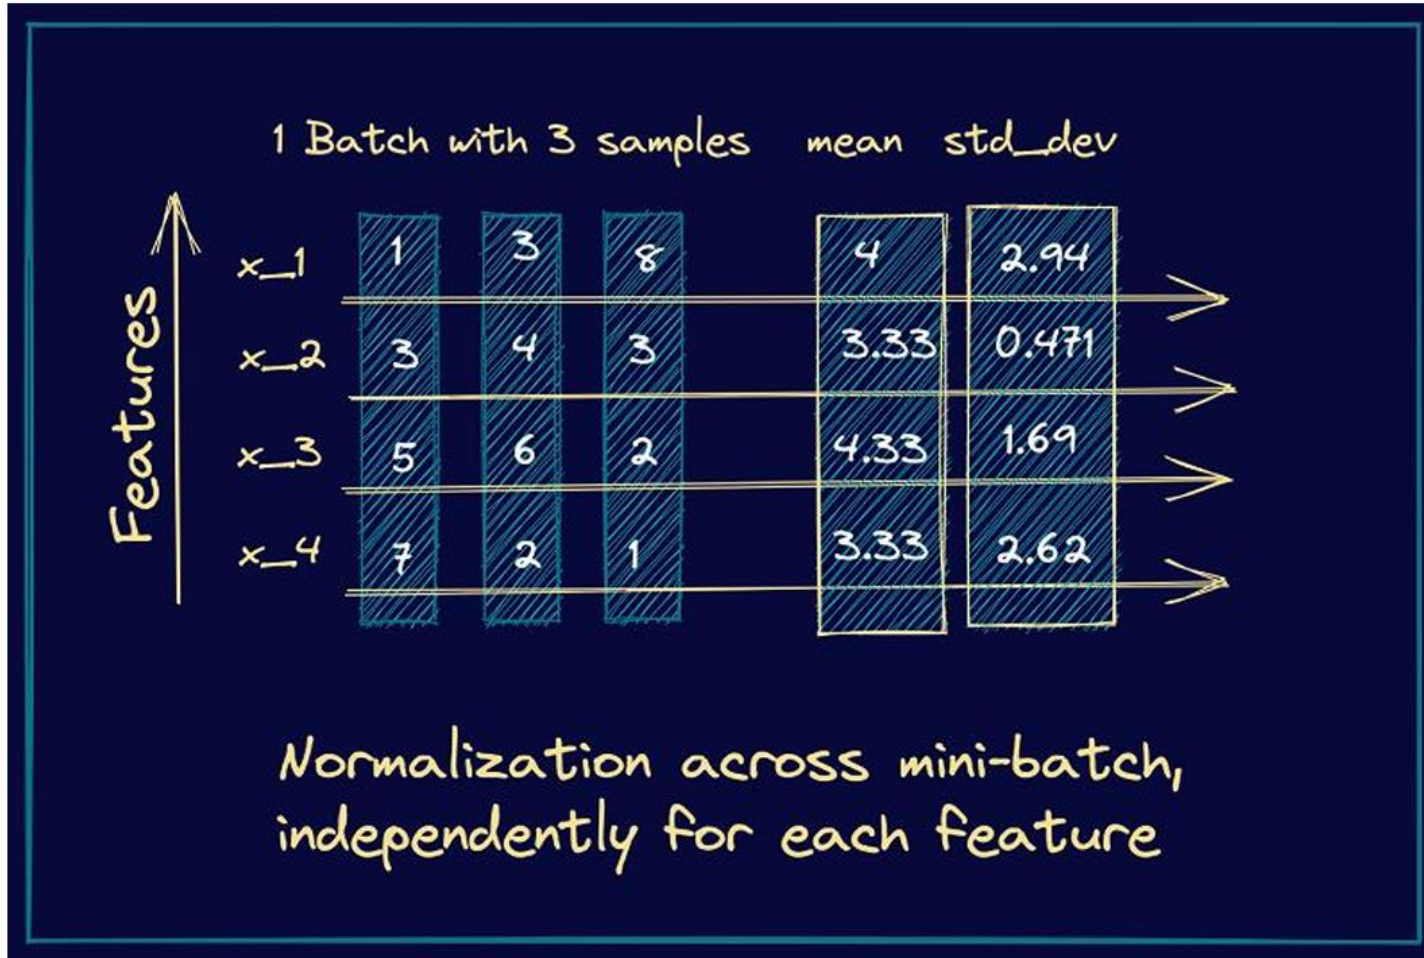 1 Batch with 3 samples mean std_dev
Features
x_1 1 3 8 4 2.94
x_2 3 4 3 3.33 0.471
x_3 5 6 2 4.33 1.69
x_4 7 2 1 3.33 2.62
Normalization across mini-batch,
independently for each feature